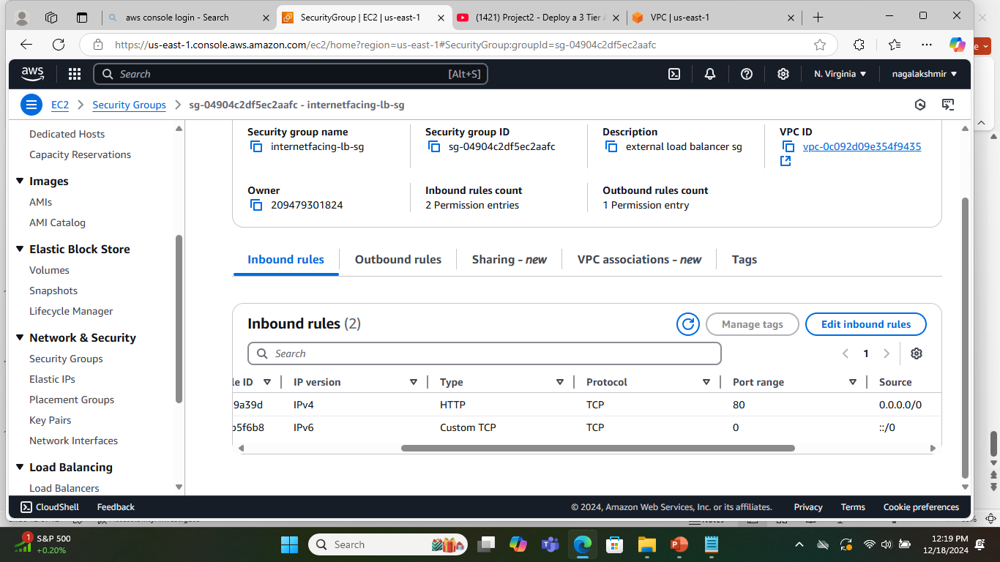 aws console login - Search
SecurityGroup | EC2 | us-east-1
(1421) Project2 - Deploy a 3 Tier
VPC | us-east-1
https://us-east-1.console.aws.amazon.com/ec2/home?region=us-east-1#SecurityGroup:groupId=sg-04904c2df5ec2aafc
aws
Search [Alt+S]
N. Virginia
nagalakshmir
EC2
Security Groups
sg-04904c2df5ec2aafc - internetfacing-lb-sg
Dedicated Hosts
Capacity Reservations
Images
AMIs
AMI Catalog
Elastic Block Store
Volumes
Snapshots
Lifecycle Manager
Network & Security
Security Groups
Elastic IPs
Placement Groups
Key Pairs
Network Interfaces
Load Balancing
Load Balancers
Security group name
internetfacing-lb-sg
Security group ID
sg-04904c2df5ec2aafc
Description
external load balancer sg
VPC ID
vpc-0c092d09e354f9435
Owner
209479301824
Inbound rules count
2 Permission entries
Outbound rules count
1 Permission entry
Inbound rules
Outbound rules
Sharing - new
VPC associations - new
Tags
Inbound rules (2)
Manage tags
Edit inbound rules
Search
1
le ID IP version Type Protocol Port range Source
9a39d IPv4 HTTP TCP 80 0.0.0.0/0
b5f6b8 IPv6 Custom TCP TCP 0 ::/0
CloudShell Feedback
© 2024, Amazon Web Services, Inc. or its affiliates. Privacy Terms Cookie preferences
1
S&P 500
+0.20%
Search
12:19 PM
12/18/2024